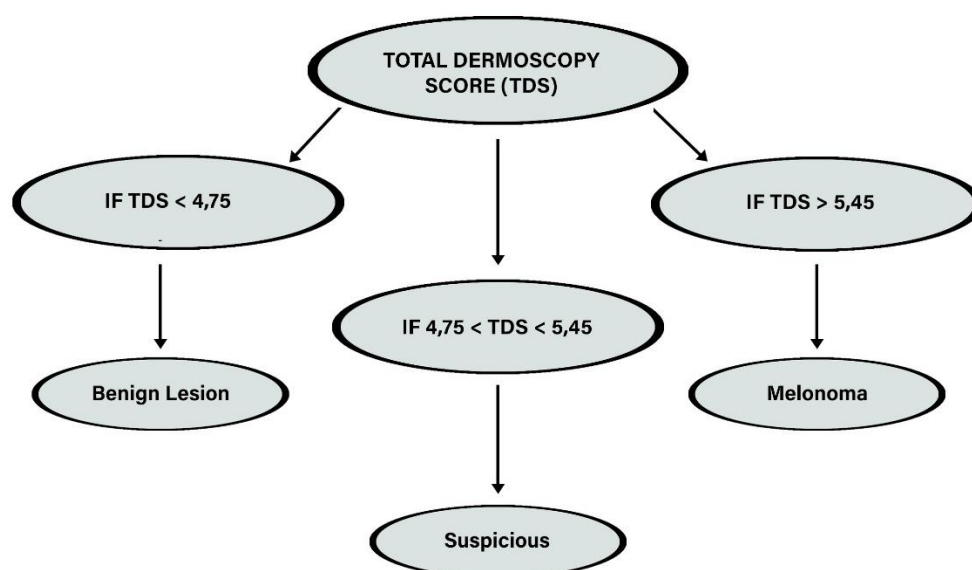 TOTAL DERMOSCOPY
SCORE (TDS)
IF TDS < 4,75
IF TDS > 5,45
IF 4,75 < TDS < 5,45
Benign Lesion
Melonoma
Suspicious